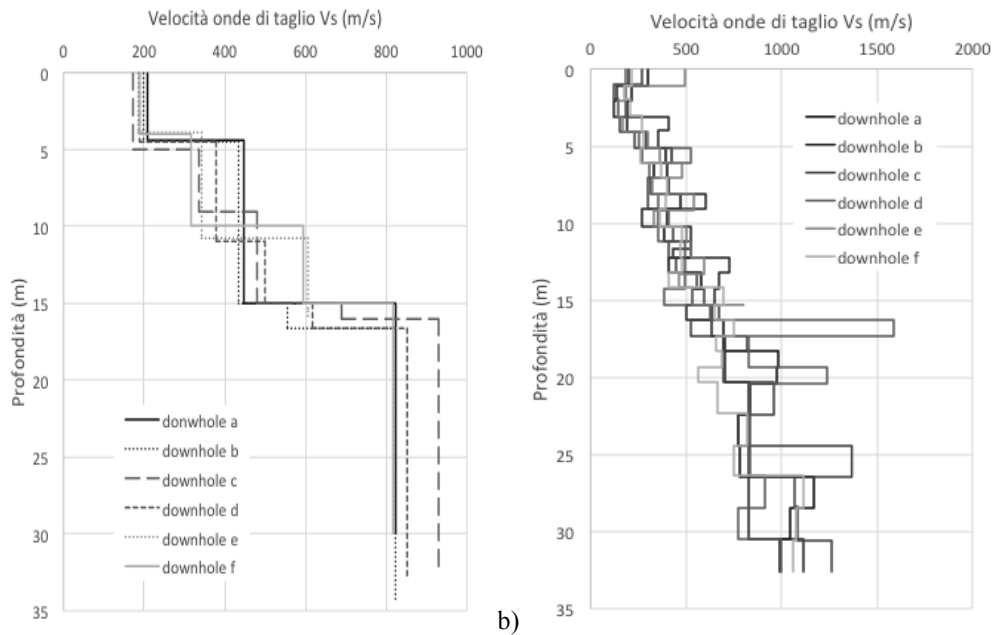 Velocità onde di taglio Vs (m/s)
0 200 400 600 800 1000
0
5
10
15
20
25
30
35
Profondità (m)
donwhole a
downhole b
downhole c
downhole d
downhole e
downhole f
b)
Velocità onde di taglio Vs (m/s)
0 500 1000 1500 2000
0
5
10
15
20
25
30
35
Profondità (m)
downhole a
downhole b
downhole c
downhole d
downhole e
downhole f